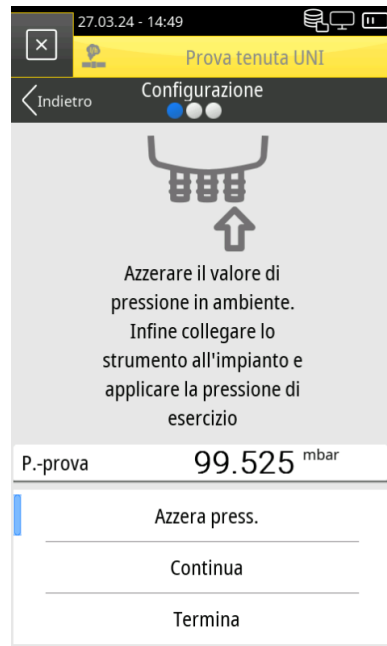 27.03.24 - 14:49
Prova tenuta UNI
Indietro
Configurazione
Azzerare il valore di
pressione in ambiente.
Infine collegare lo
strumento all'impianto e
applicare la pressione di
esercizio
P.-prova 99.525 mbar
Azzera press.
Continua
Termina